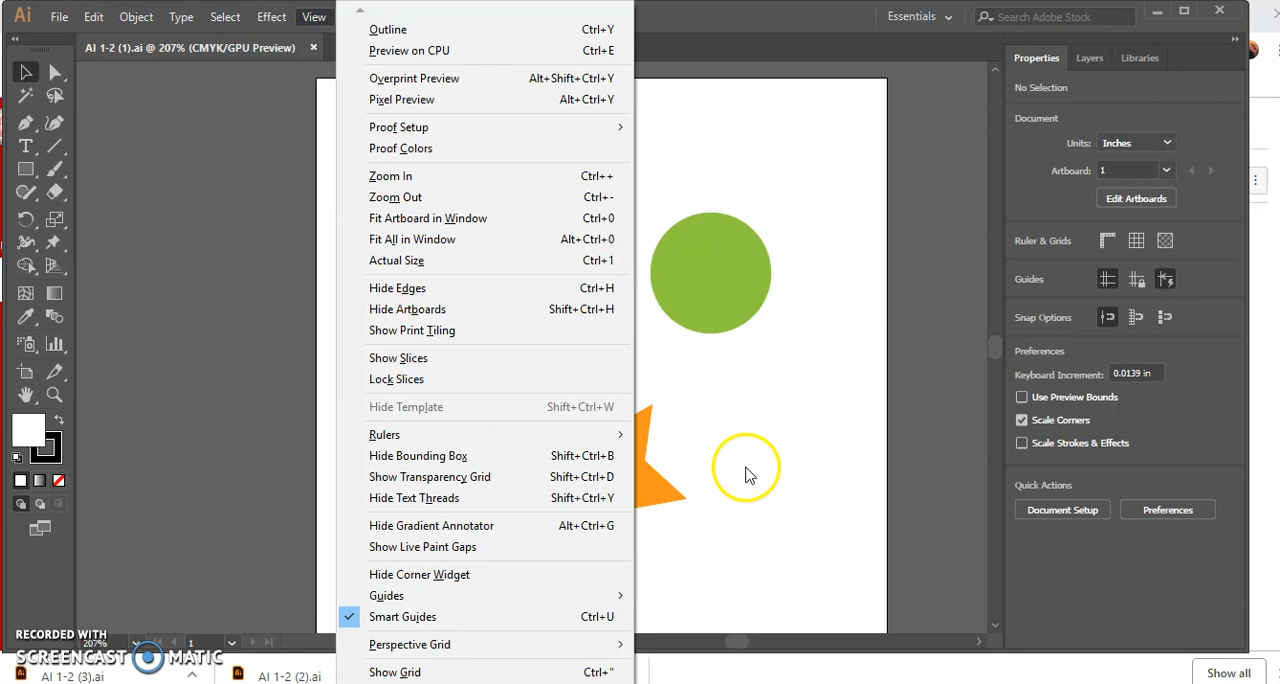 Ai File Edit Object Type Select Effect View Essentials Search Adobe Stock
AI 1-2 (1).ai @ 207% (CMYK/GPU Preview) ×
Outline Ctrl+Y
Preview on CPU Ctrl+E
Overprint Preview Alt+Shift+Ctrl+Y
Pixel Preview Alt+Ctrl+Y
Proof Setup
Proof Colors
Zoom In Ctrl++
Zoom Out Ctrl+-
Fit Artboard in Window Ctrl+0
Fit All in Window Alt+Ctrl+0
Actual Size Ctrl+1
Hide Edges Ctrl+H
Hide Artboards Shift+Ctrl+H
Show Print Tiling
Show Slices
Lock Slices
Hide Template Shift+Ctrl+W
Rulers
Hide Bounding Box Shift+Ctrl+B
Show Transparency Grid Shift+Ctrl+D
Hide Text Threads Shift+Ctrl+Y
Hide Gradient Annotator Alt+Ctrl+G
Show Live Paint Gaps
Hide Corner Widget
Guides
Smart Guides Ctrl+U
Perspective Grid
Show Grid Ctrl+"
Properties Layers Libraries
No Selection
Document
Units: Inches
Artboard: 1
Edit Artboards
Ruler & Grids
Guides
Snap Options
Preferences
Keyboard Increment: 0.0139 in
Use Preview Bounds
Scale Corners
Scale Strokes & Effects
Quick Actions
Document Setup Preferences
207% 1
RECORDED WITH
SCREENCAST MATIC
AI 1-2 (3).ai AI 1-2 (2).ai Show all